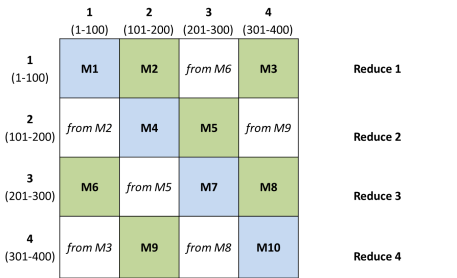 1 2 3 4
(1-100) (101-200) (201-300) (301-400)
1
(1-100) M1 M2 from M6 M3 Reduce 1
2
(101-200) from M2 M4 M5 from M9 Reduce 2
3
(201-300) M6 from M5 M7 M8 Reduce 3
4
(301-400) from M3 M9 from M8 M10 Reduce 4